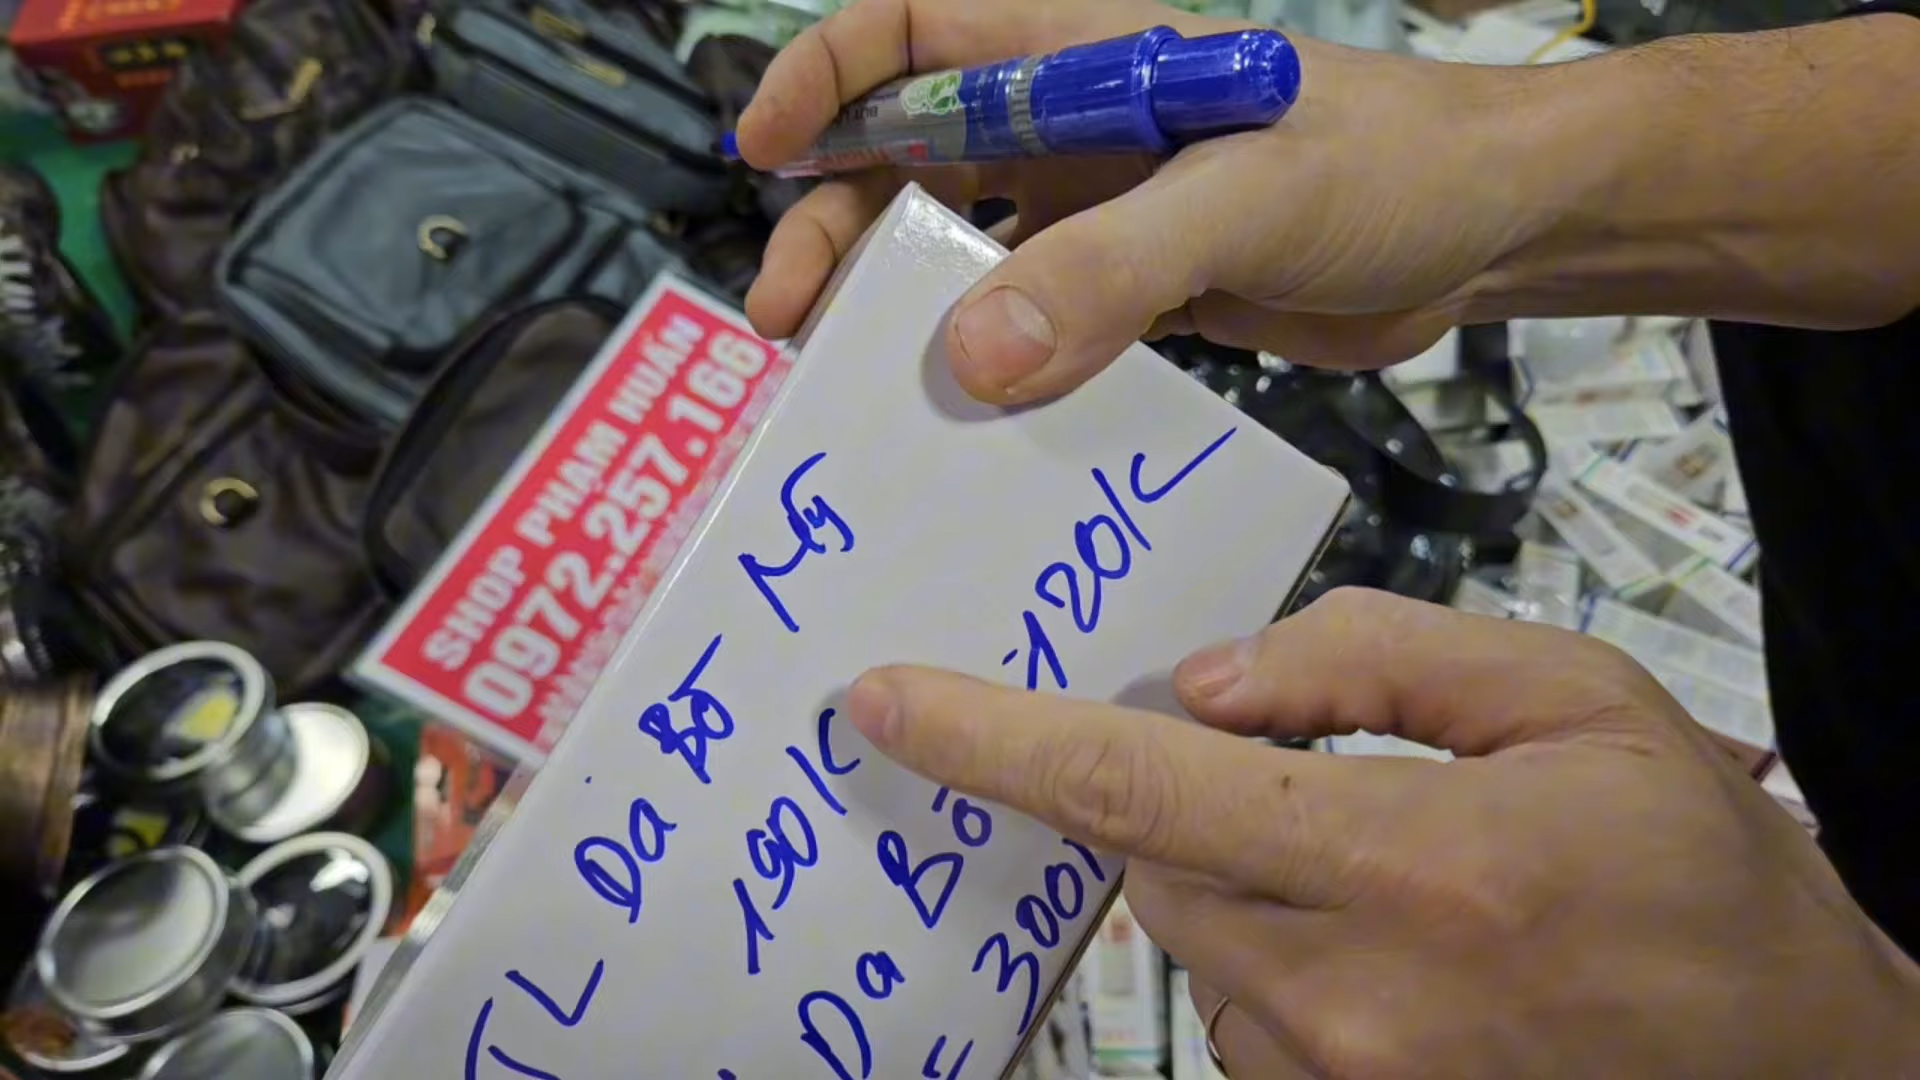 SHOP PHẠM HUẤN
0972.257.166
TL Da Bò Mỹ
190K
Da Bò 120K
= 300K